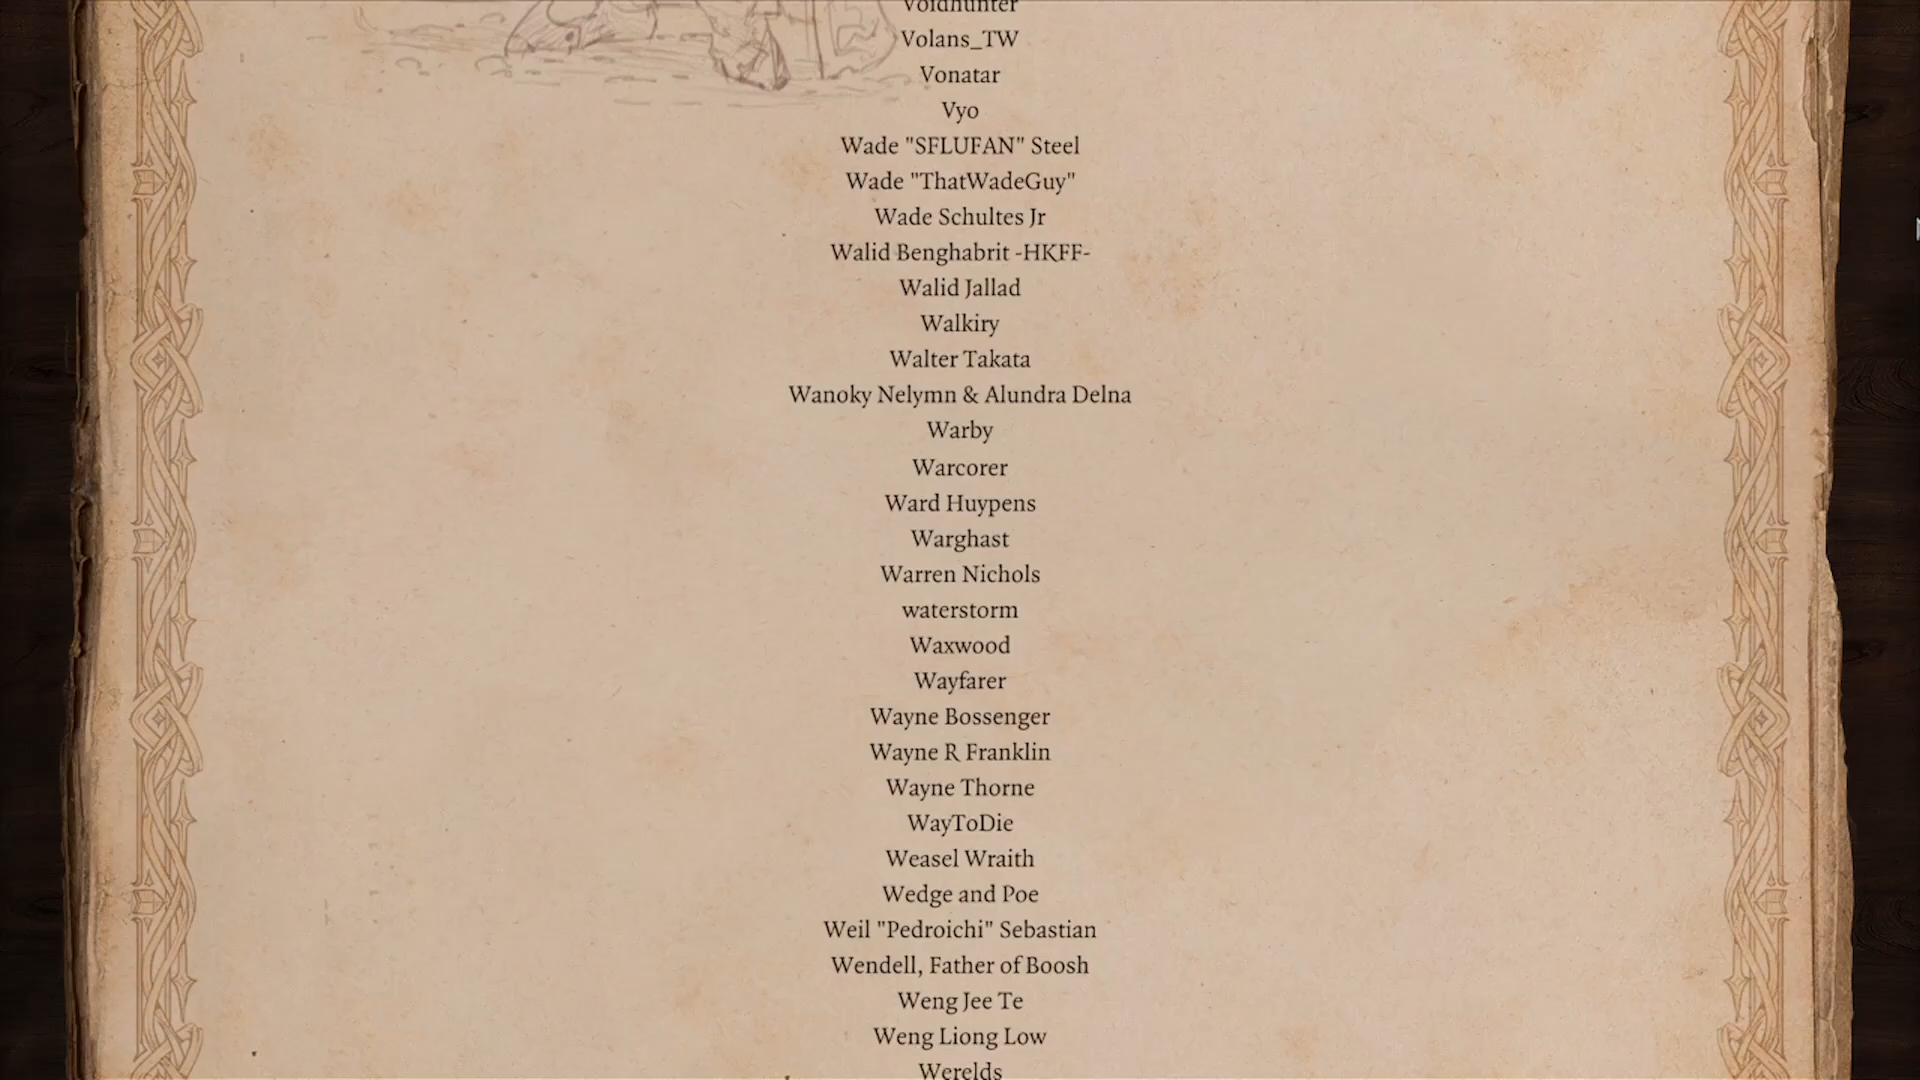 Voidhunter
Volans_TW
Vonatar
Vyo
Wade "SFLUFAN" Steel
Wade "ThatWadeGuy"
Wade Schultes Jr
Walid Benghabrit -HKFF-
Walid Jallad
Walkiry
Walter Takata
Wanoky Nelymn & Alundra Delna
Warby
Warcorer
Ward Huypens
Warghast
Warren Nichols
waterstorm
Waxwood
Wayfarer
Wayne Bossenger
Wayne R Franklin
Wayne Thorne
WayToDie
Weasel Wraith
Wedge and Poe
Weil "Pedroichi" Sebastian
Wendell, Father of Boosh
Weng Jee Te
Weng Liong Low
Werelds